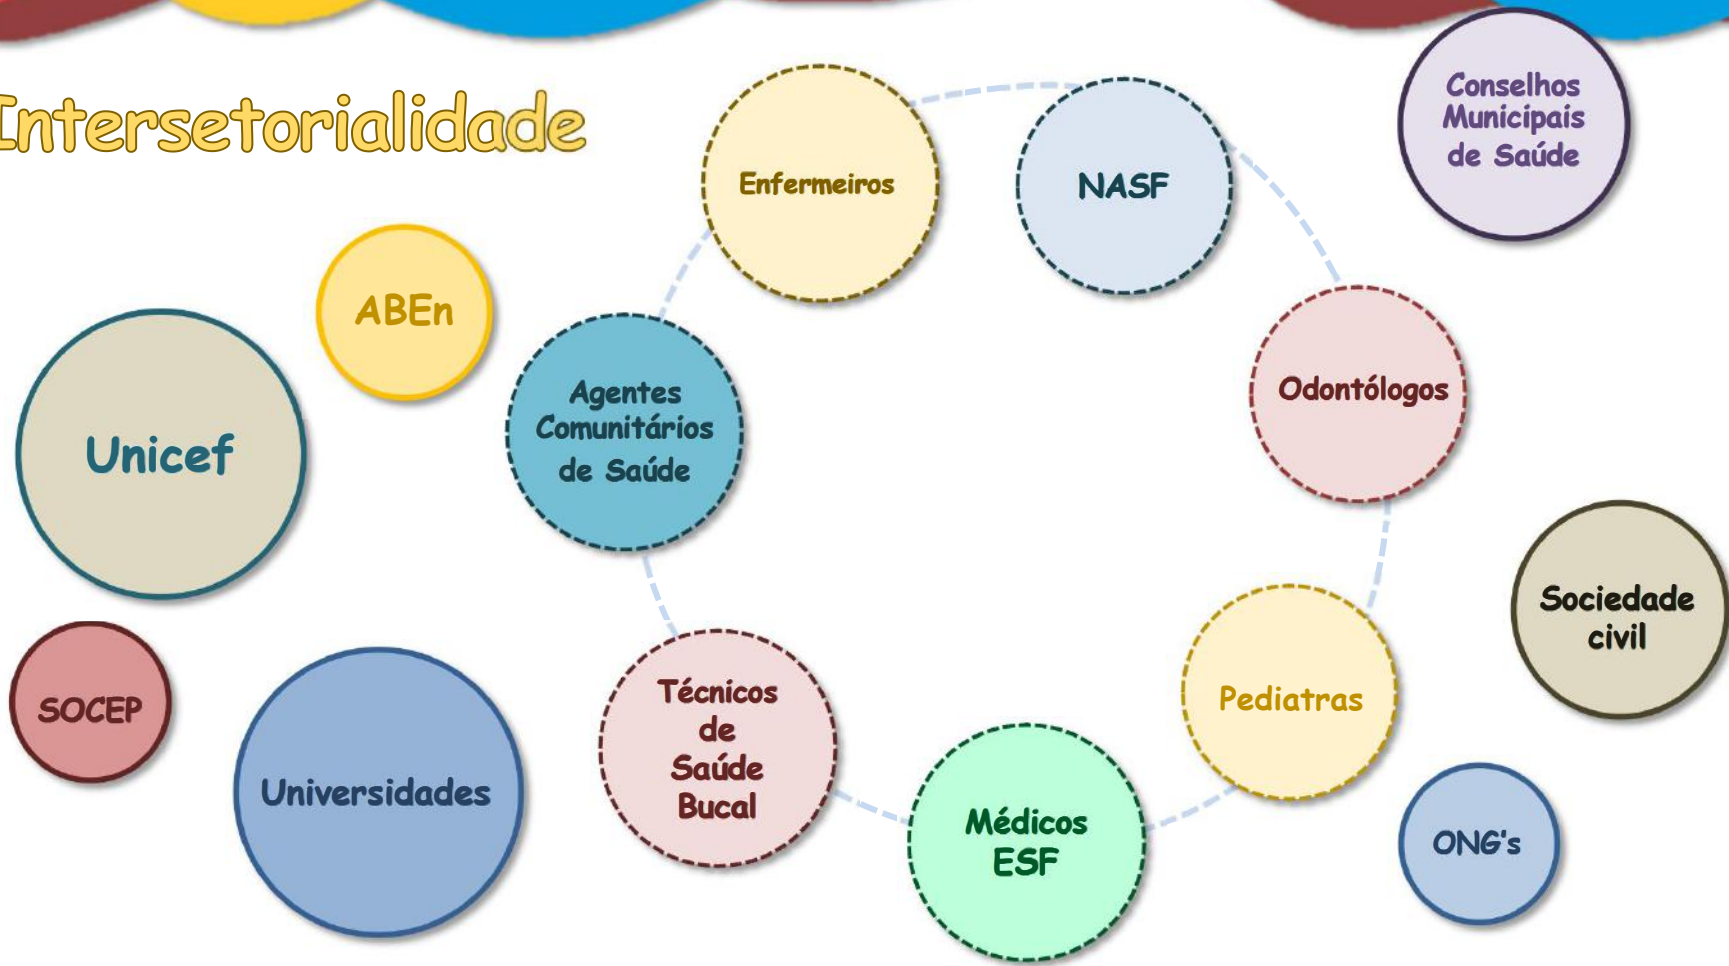 Intersetorialidade
Conselhos
Municipais
de Saúde
Enfermeiros
NASF
ABEn
Agentes
Comunitários
de Saúde
Odontólogos
Unicef
Sociedade
civil
SOCEP
Universidades
Técnicos
de
Saúde
Bucal
Pediatras
Médicos
ESF
ONG's